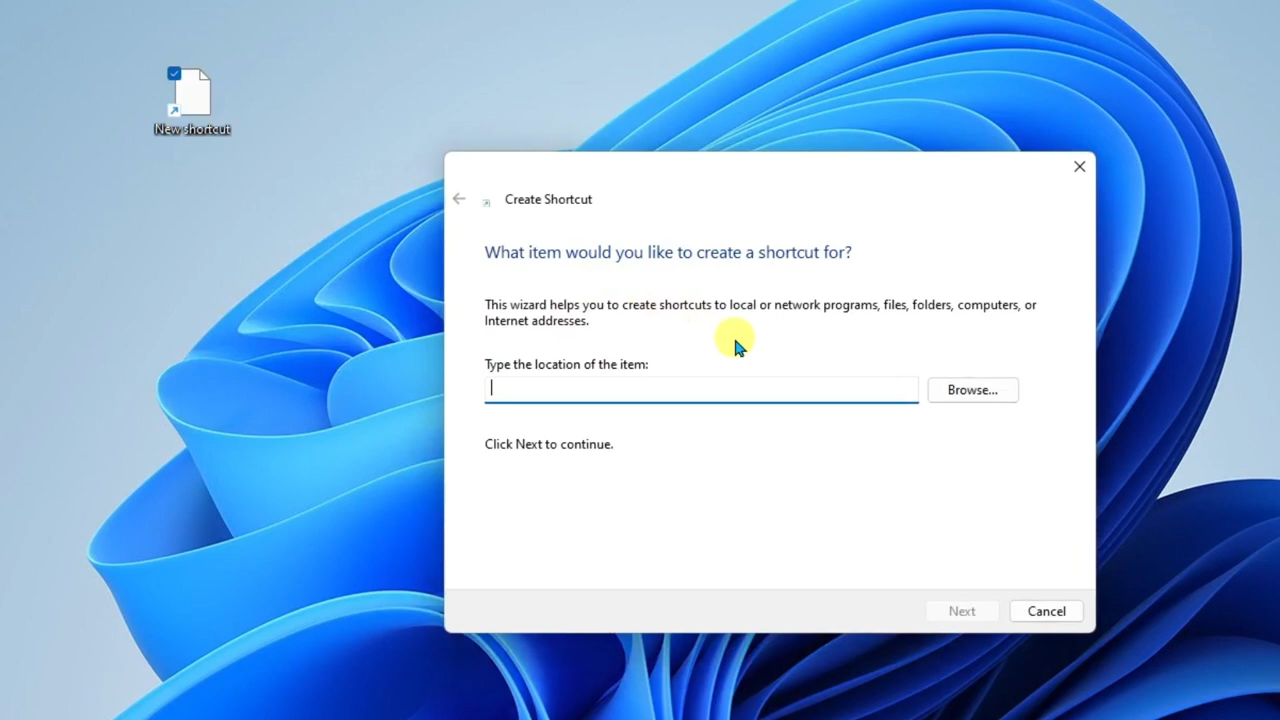 New shortcut
Create Shortcut
What item would you like to create a shortcut for?
This wizard helps you to create shortcuts to local or network programs, files, folders, computers, or
Internet addresses.
Type the location of the item:
Browse...
Click Next to continue.
Next
Cancel